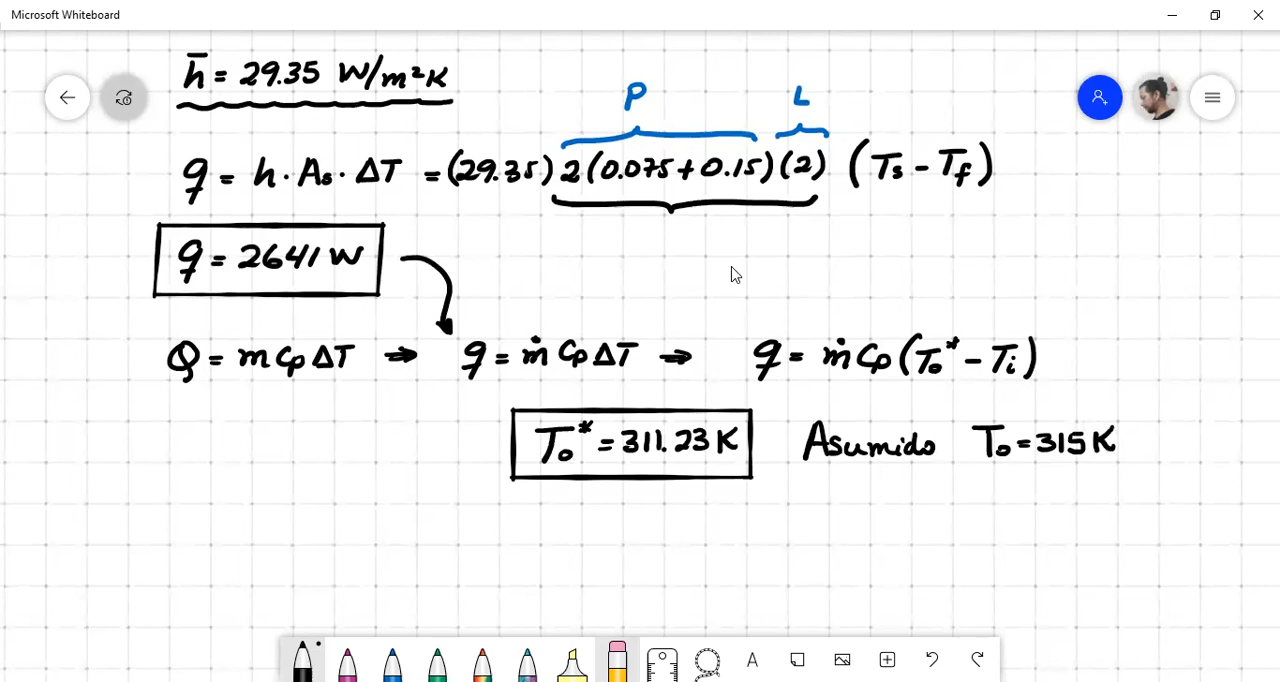 Microsoft Whiteboard
h̄ = 29.35 W/m²K
P L
q = h · As · ΔT = (29.35) 2(0.075 + 0.15)(2) (Ts - Tf)
q = 2641 W
Q = m Cp ΔT ⇒ q = ṁ Cp ΔT ⇒ q = ṁ Cp (To* - Ti)
To* = 311.23 K Asumido To = 315 K
A